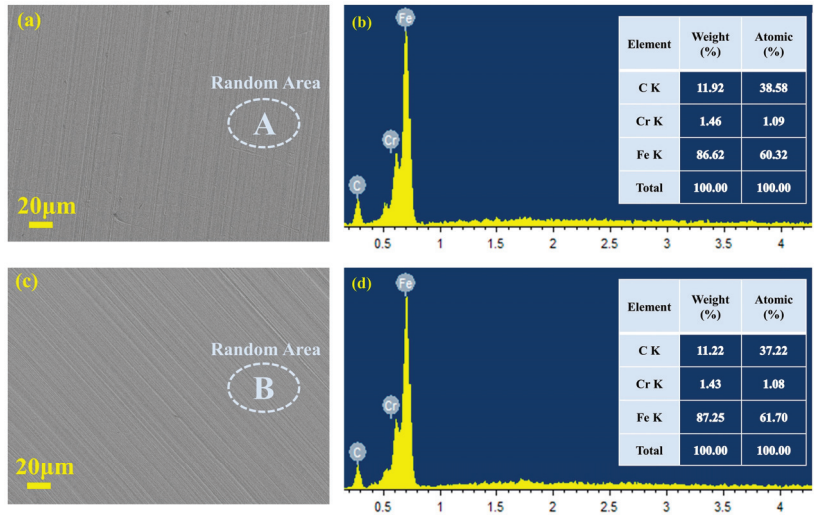 (a)
Random Area
A
20μm
(b)
Fe
Cr
C
Element Weight (%) Atomic (%)
C K 11.92 38.58
Cr K 1.46 1.09
Fe K 86.62 60.32
Total 100.00 100.00
0.5 1 1.5 2 2.5 3 3.5 4
(c)
Random Area
B
20μm
(d)
Fe
Cr
C
Element Weight (%) Atomic (%)
C K 11.22 37.22
Cr K 1.43 1.08
Fe K 87.25 61.70
Total 100.00 100.00
0.5 1 1.5 2 2.5 3 3.5 4